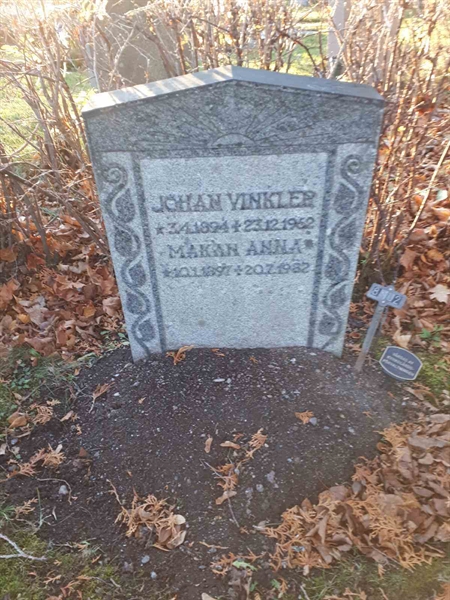 JOHAN VINKLER
* 3/4.1894 + 23.12.1962
MAKAN ANNA
* 10.1.1897 + 20.7.1982